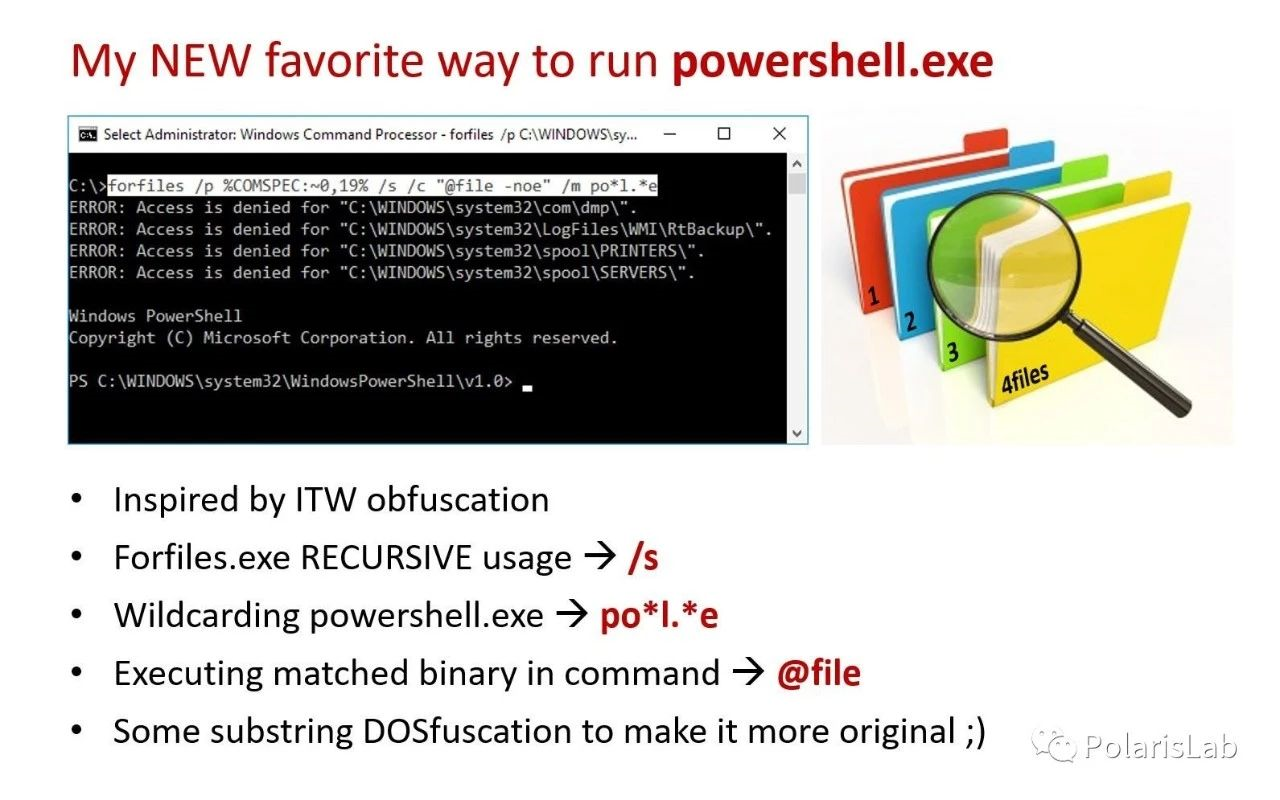 My NEW favorite way to run powershell.exe
Select Administrator: Windows Command Processor - forfiles /p C:\WINDOWS\sy...
C:\>forfiles /p %COMSPEC:~0,19% /s /c "@file -noe" /m po*l.*e
ERROR: Access is denied for "C:\WINDOWS\system32\com\dmp\".
ERROR: Access is denied for "C:\WINDOWS\system32\LogFiles\WMI\RtBackup\".
ERROR: Access is denied for "C:\WINDOWS\system32\spool\PRINTERS\".
ERROR: Access is denied for "C:\WINDOWS\system32\spool\SERVERS\".
Windows PowerShell
Copyright (C) Microsoft Corporation. All rights reserved.
PS C:\WINDOWS\system32\WindowsPowerShell\v1.0> _
1
2
3
4files
• Inspired by ITW obfuscation
• Forfiles.exe RECURSIVE usage → /s
• Wildcarding powershell.exe → po*l.*e
• Executing matched binary in command → @file
• Some substring DOSfuscation to make it more original ;)
PolarisLab